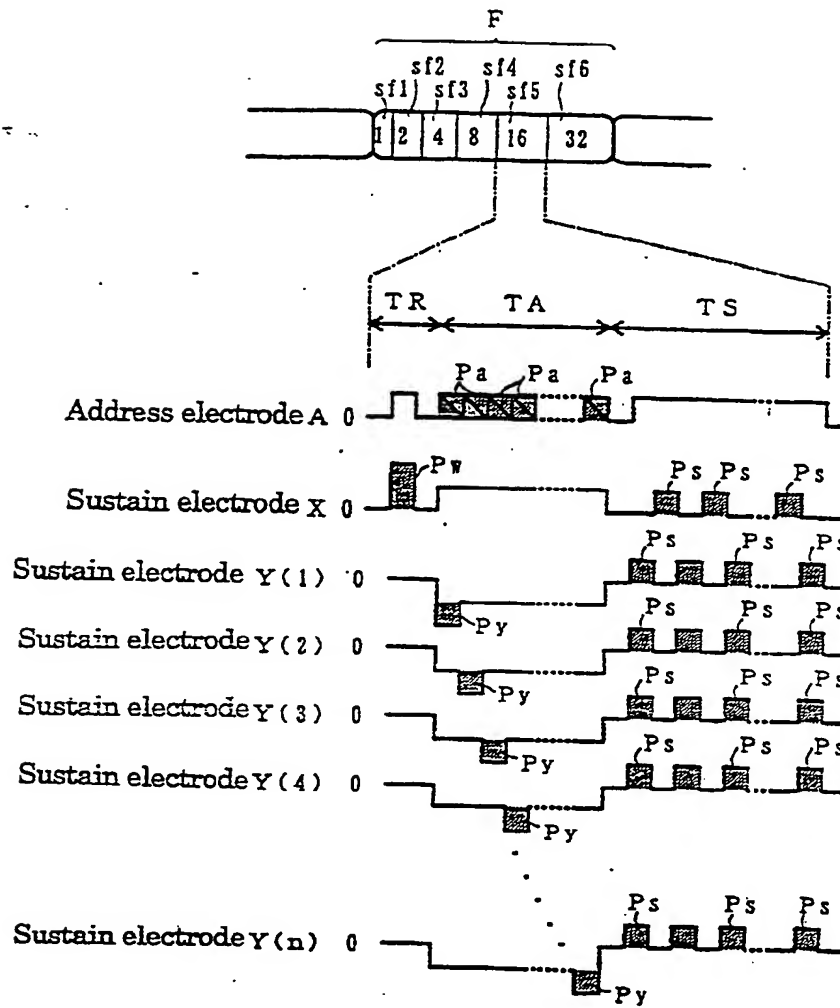 F
sf2 sf4 sf6
sf1 sf3 sf5
1 2 4 8 16 32
TR TA TS
Pa Pa Pa
Address electrode A 0
Pw Ps Ps Ps
Sustain electrode X 0
Ps Ps Ps
Sustain electrode Y(1) 0
Py
Ps Ps Ps
Sustain electrode Y(2) 0
Py
Ps Ps Ps
Sustain electrode Y(3) 0
Py
Ps Ps Ps
Sustain electrode Y(4) 0
Py
Ps Ps Ps
Sustain electrode Y(n) 0
Py